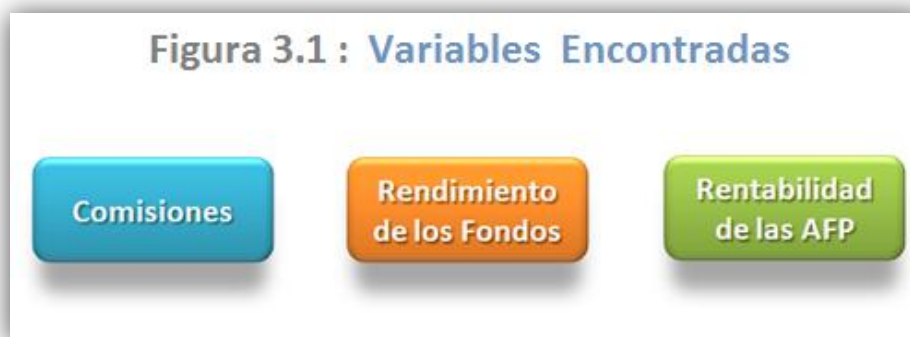 Figura 3.1 : Variables Encontradas
Comisiones
Rendimiento
de los Fondos
Rentabilidad
de las AFP